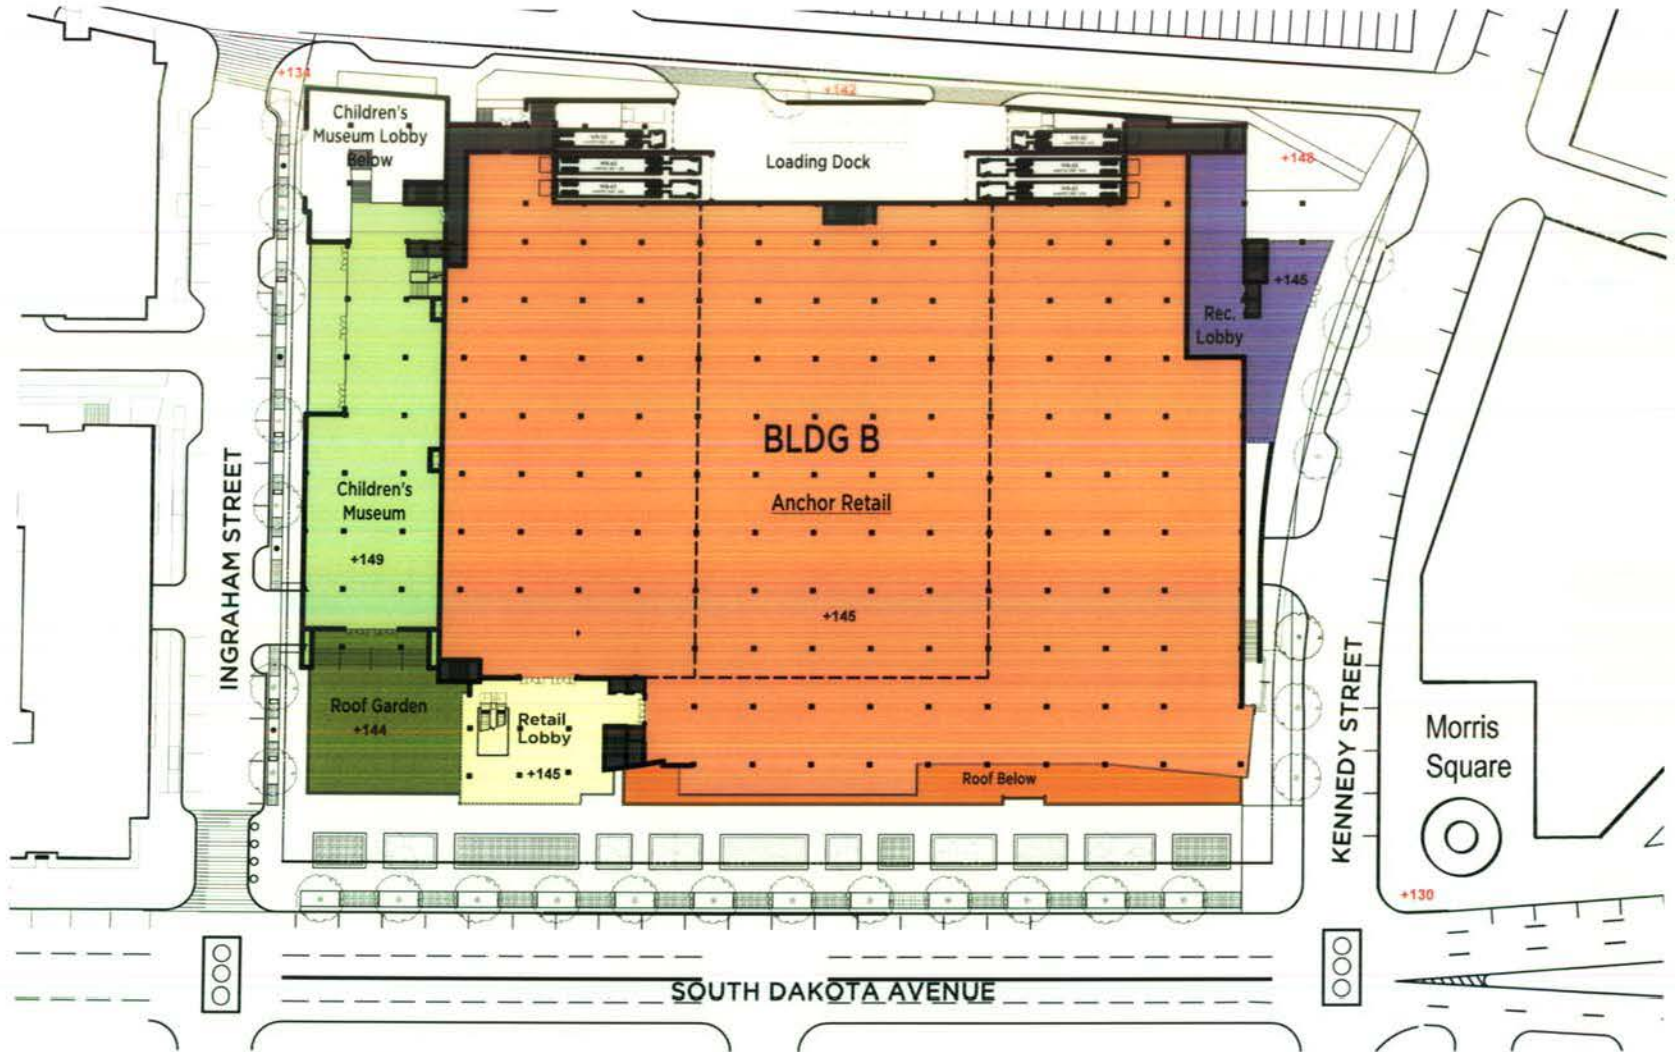 +134
+142
Children's
Museum Lobby
Below
Loading Dock
+148
+145
Rec.
Lobby
BLDG B
Anchor Retail
Children's
Museum
+149
+145
INGRAHAM STREET
KENNEDY STREET
Roof Garden
+144
Retail
Lobby
+145
Roof Below
Morris
Square
+130
SOUTH DAKOTA AVENUE